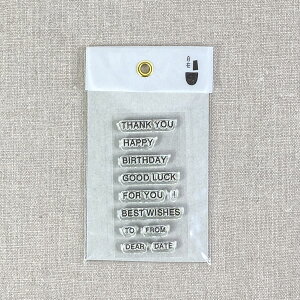 THANK YOU
HAPPY
BIRTHDAY
GOOD LUCK
FOR YOU !
BEST WISHES
TO FROM
DEAR DATE